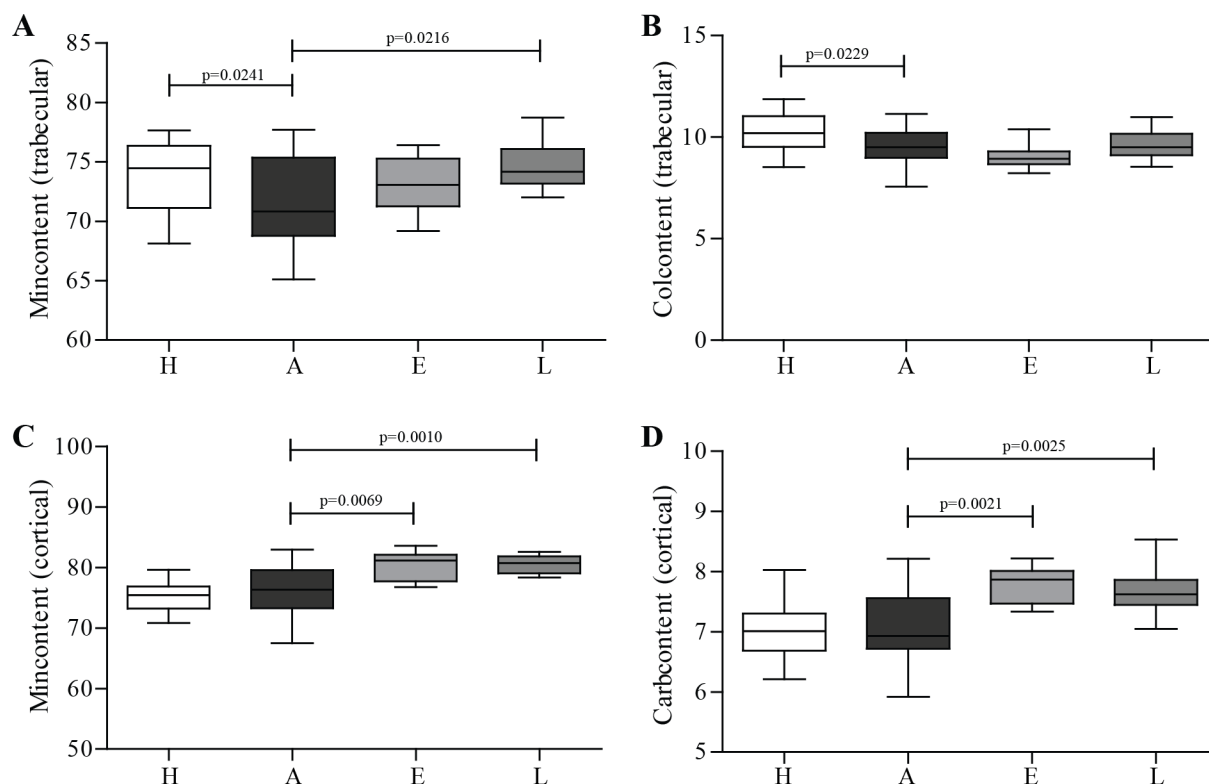 A
Mincontent (trabecular)
85
80
75
70
65
60
p=0.0241
p=0.0216
H A E L
B
Colcontent (trabecular)
15
10
5
0
p=0.0229
H A E L
C
Mincontent (cortical)
100
90
80
70
60
50
p=0.0010
p=0.0069
H A E L
D
Carbcontent (cortical)
10
9
8
7
6
5
p=0.0025
p=0.0021
H A E L